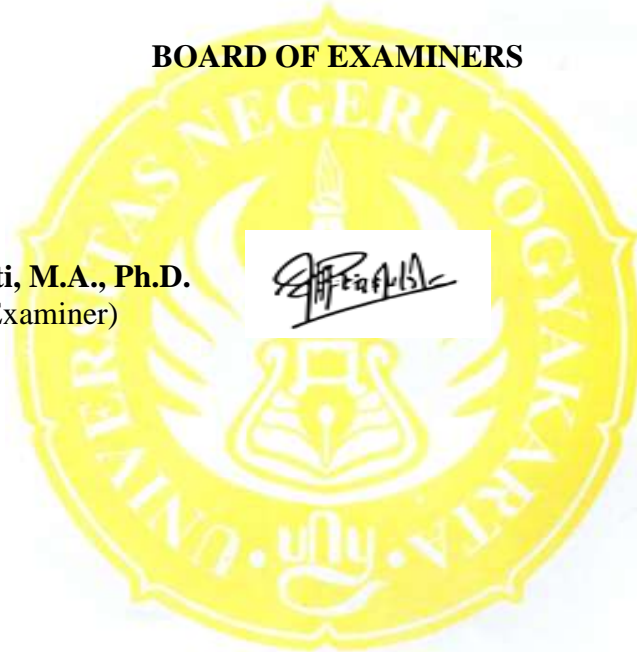 BOARD OF EXAMINERS
UNIVERSITAS NEGERI YOGYAKARTA
ti, M.A., Ph.D.
Examiner)
uny